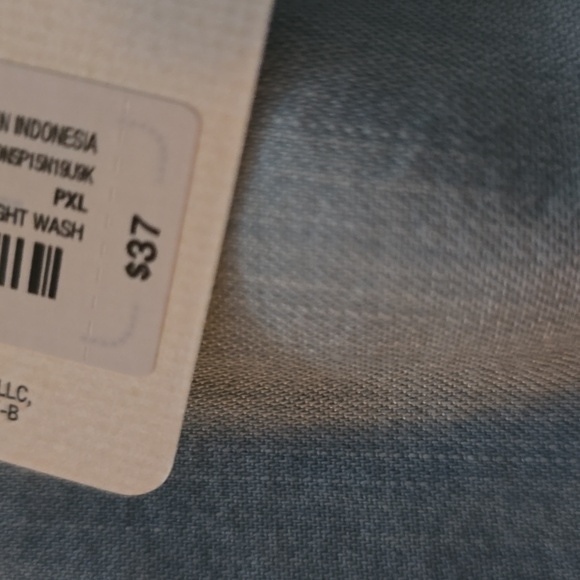 N INDONESIA
PXL
GHT WASH
$37
LLC,
-B